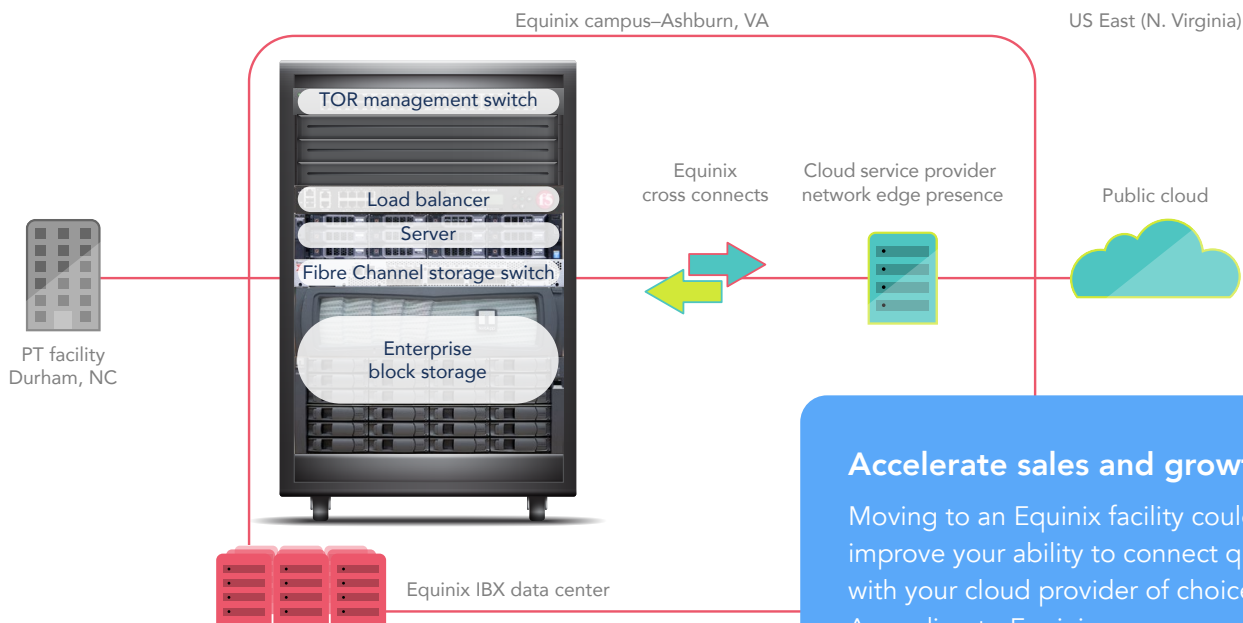 Equinix campus–Ashburn, VA
US East (N. Virginia)
TOR management switch
Load balancer
Server
Fibre Channel storage switch
Enterprise
block storage
PT facility
Durham, NC
Equinix
cross connects
Cloud service provider
network edge presence
Public cloud
Equinix IBX data center
Accelerate sales and
Moving to an Equinix facility
improve your ability to connect
with your cloud provider of choice